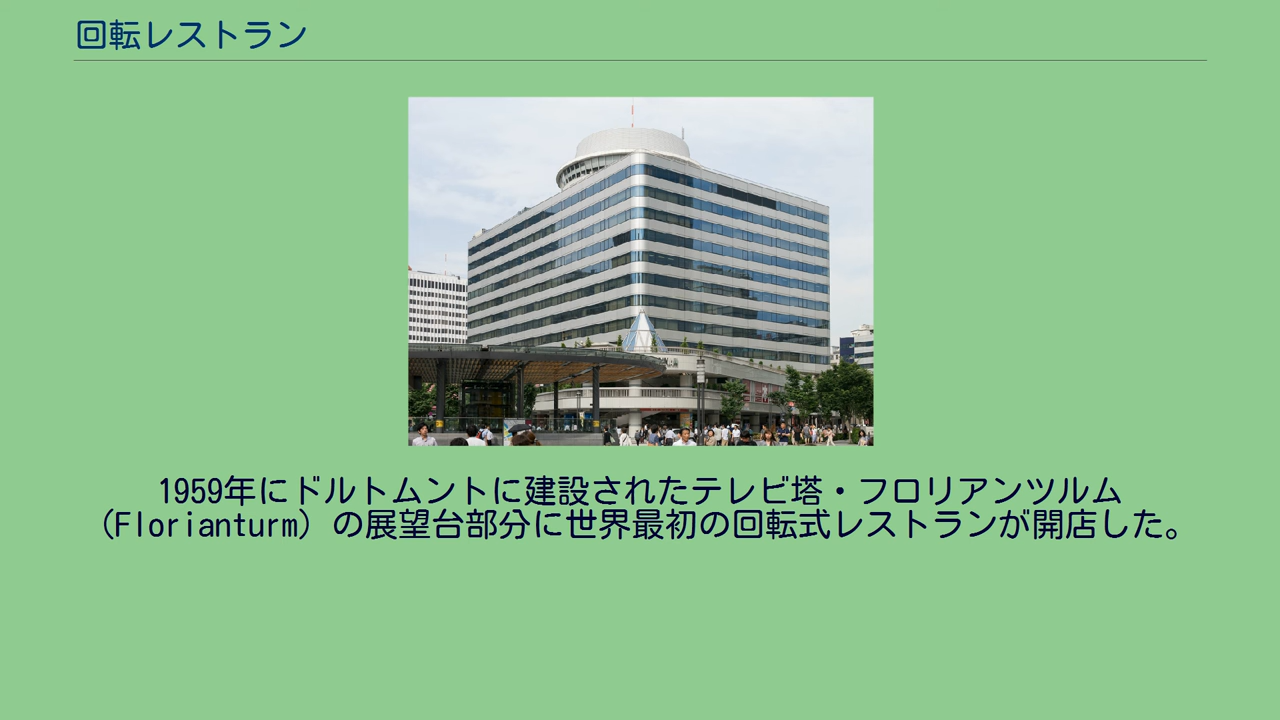 回転レストラン
1959年にドルトムントに建設されたテレビ塔・フロリアンツルム
(Florianturm) の展望台部分に世界最初の回転式レストランが開店した。